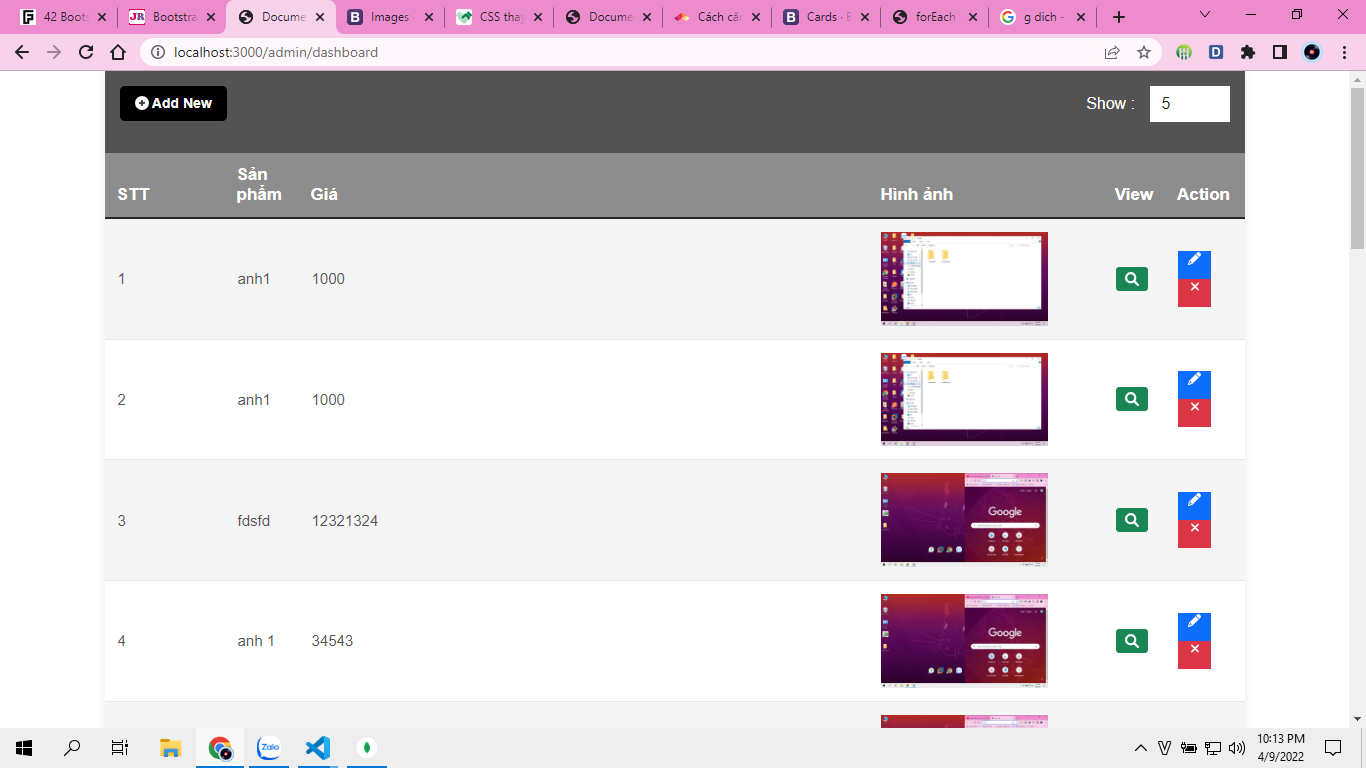 42 Boots
Bootstra
Docume
Images
CSS thay
Docume
Cách că
Cards - B
forEach
g dich -
localhost:3000/admin/dashboard
Add New
Show :
5
STT
Sản
phẩm
Giá
Hình ảnh
View
Action
1
anh1
1000
2
anh1
1000
3
fdsfd
12321324
Google
4
anh 1
34543
Google
Zalo
10:13 PM
4/9/2022